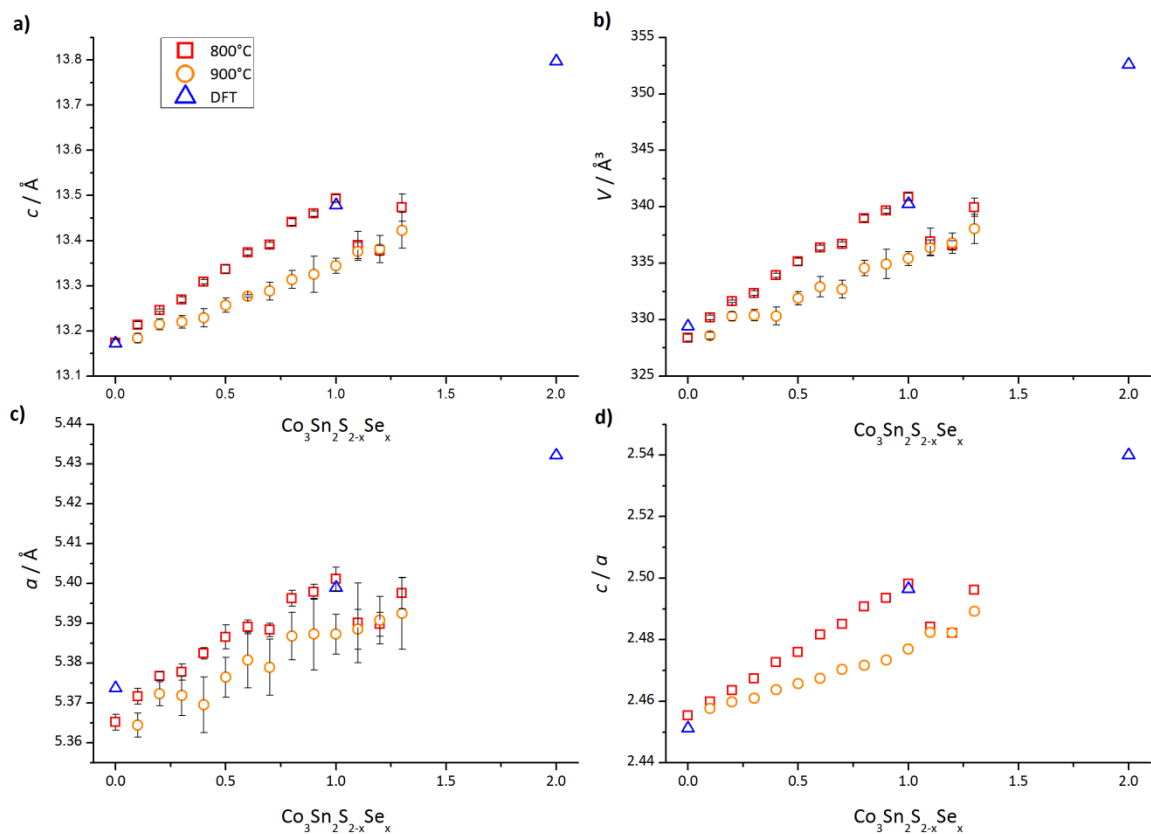 a)
13.8
13.7
13.6
13.5
13.4
13.3
13.2
13.1
c / Å
800°C
900°C
DFT
0.0 0.5 1.0 1.5 2.0
Co₃Sn₂S₂₋ₓSeₓ
b)
355
350
345
340
335
330
325
V / Å³
0.0 0.5 1.0 1.5 2.0
Co₃Sn₂S₂₋ₓSeₓ
c)
5.44
5.43
5.42
5.41
5.40
5.39
5.38
5.37
5.36
a / Å
0.0 0.5 1.0 1.5 2.0
Co₃Sn₂S₂₋ₓSeₓ
d)
2.54
2.52
2.50
2.48
2.46
2.44
c / a
0.0 0.5 1.0 1.5 2.0
Co₃Sn₂S₂₋ₓSeₓ